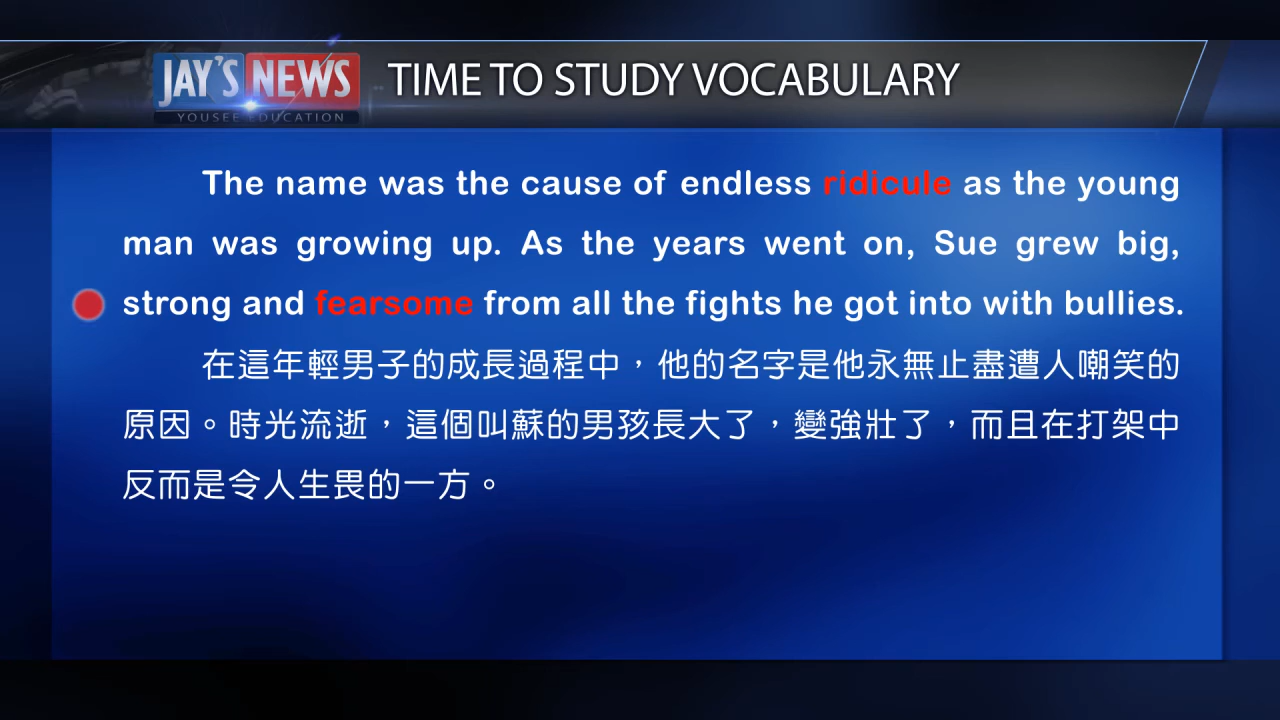 JAY'S NEWS
YOUSEE EDUCATION
TIME TO STUDY VOCABULARY
The name was the cause of endless ridicule as the young
man was growing up. As the years went on, Sue grew big,
strong and fearsome from all the fights he got into with bullies.
在這年輕男子的成長過程中，他的名字是他永無止盡遭人嘲笑的
原因。時光流逝，這個叫蘇的男孩長大了，變強壯了，而且在打架中
反而是令人生畏的一方。